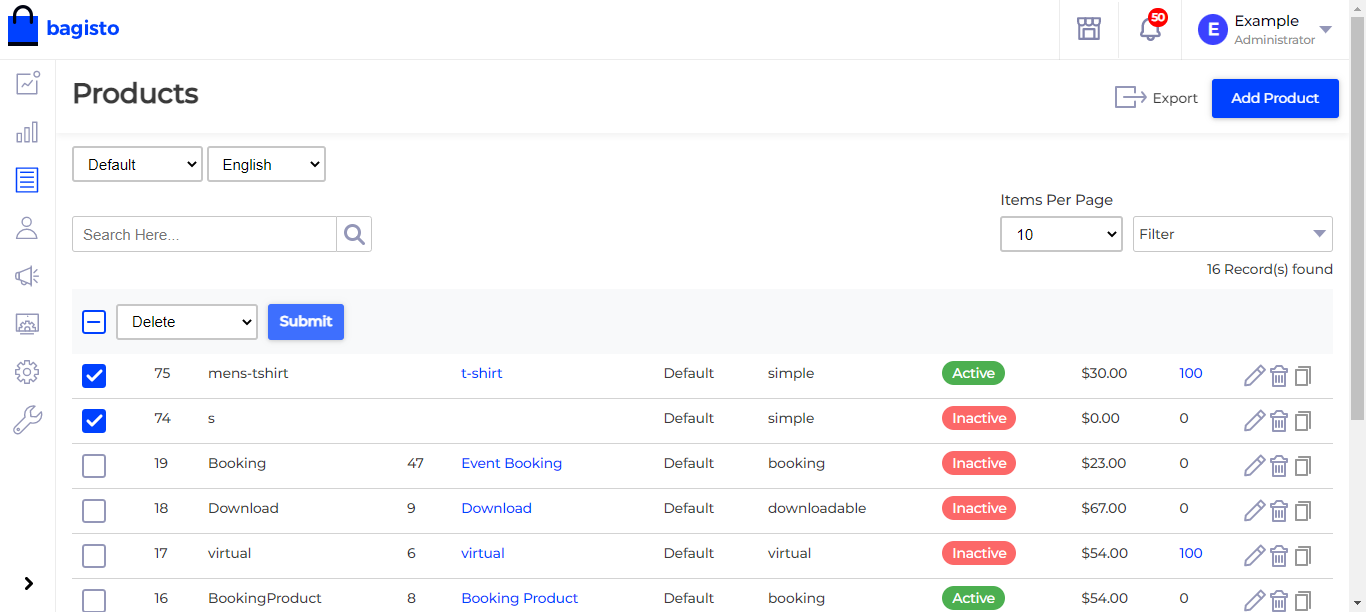 bagisto
50
E
Example
Administrator
Products
Export
Add Product
Default
English
Items Per Page
Search Here...
10
Filter
16 Record(s) found
Delete
Submit
75 mens-tshirt t-shirt Default simple Active $30.00 100
74 s Default simple Inactive $0.00 0
19 Booking 47 Event Booking Default booking Inactive $23.00 0
18 Download 9 Download Default downloadable Inactive $67.00 0
17 virtual 6 virtual Default virtual Inactive $54.00 100
16 BookingProduct 8 Booking Product Default booking Active $54.00 0